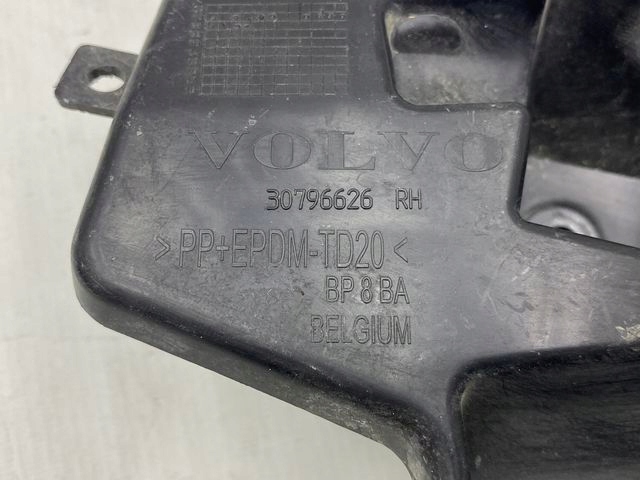 VOLVO
30796626 RH
>PP+EPDM-TD20<
BP 8 BA
BELGIUM